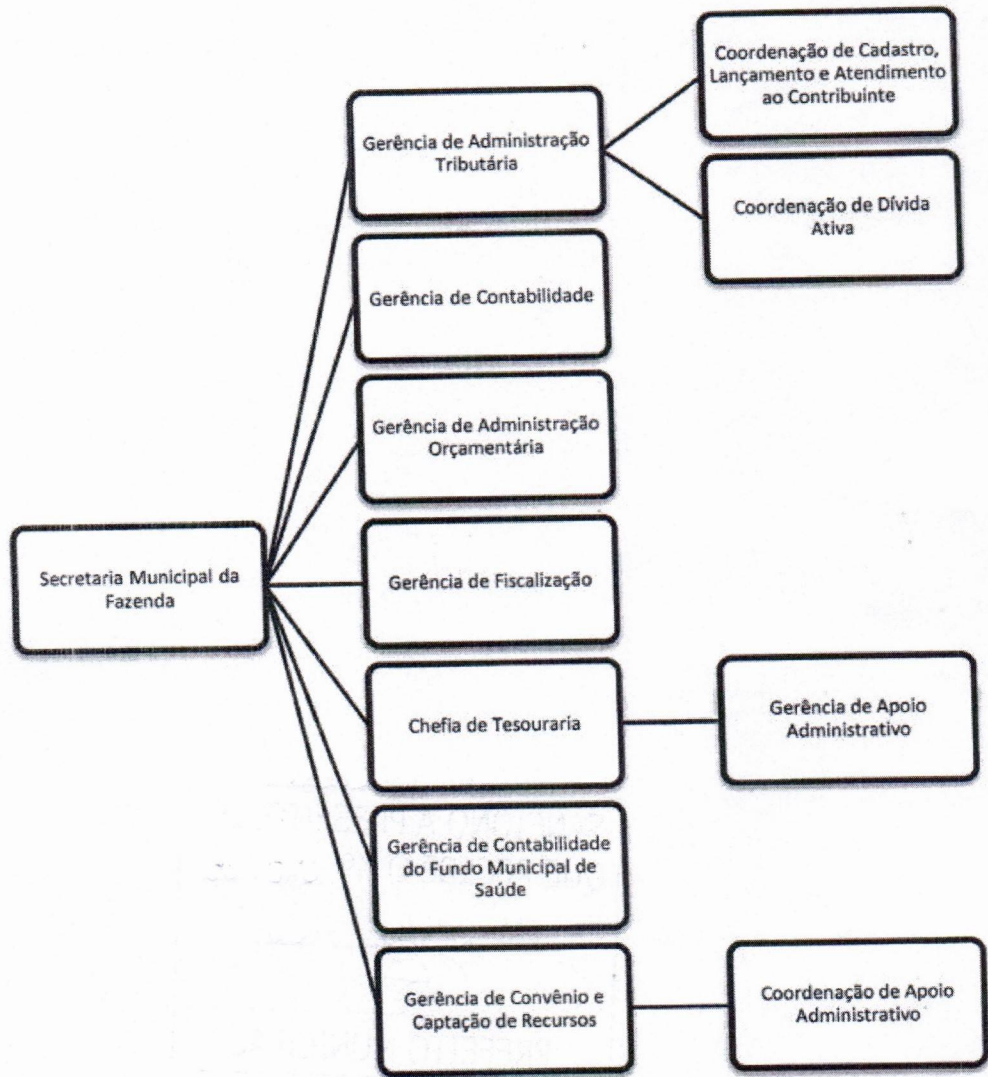 Coordenação de Cadastro,
Lançamento e Atendimento
ao Contribuinte
Gerência de Administração
Tributária
Coordenação de Dívida
Ativa
Gerência de Contabilidade
Gerência de Administração
Orçamentária
Secretaria Municipal da
Fazenda
Gerência de Fiscalização
Chefia de Tesouraria
Gerência de Apoio
Administrativo
Gerência de Contabilidade
do Fundo Municipal de
Saúde
Gerência de Convênio e
Captação de Recursos
Coordenação de Apoio
Administrativo